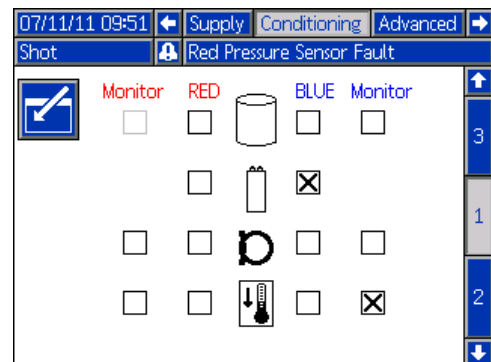 07/11/11 09:51 Supply Conditioning Advanced
Shot Red Pressure Sensor Fault
Monitor RED BLUE Monitor
3
1
2